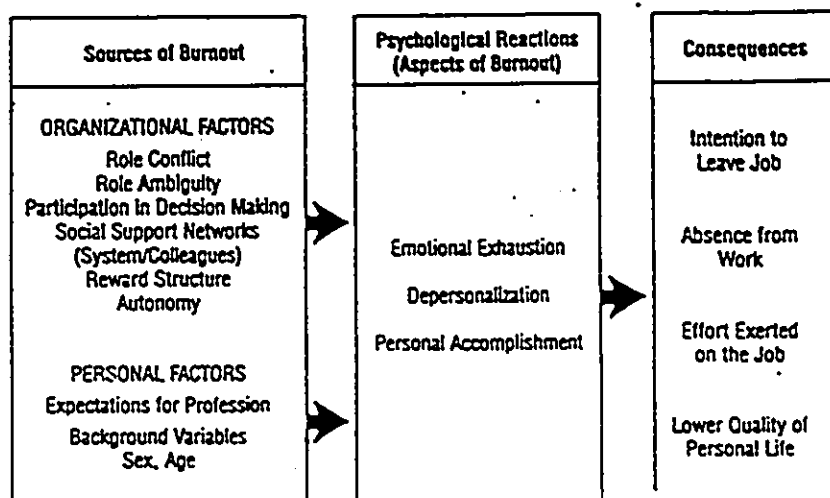 Sources of Burnout
ORGANIZATIONAL FACTORS
Role Conflict
Role Ambiguity
Participation in Decision Making
Social Support Networks
(System/Colleagues)
Reward Structure
Autonomy
PERSONAL FACTORS
Expectations for Profession
Background Variables
Sex, Age
Psychological Reactions
(Aspects of Burnout)
Emotional Exhaustion
Depersonalization
Personal Accomplishment
Consequences
Intention to
Leave Job
Absence from
Work
Effort Exerted
on the Job
Lower Quality of
Personal Life